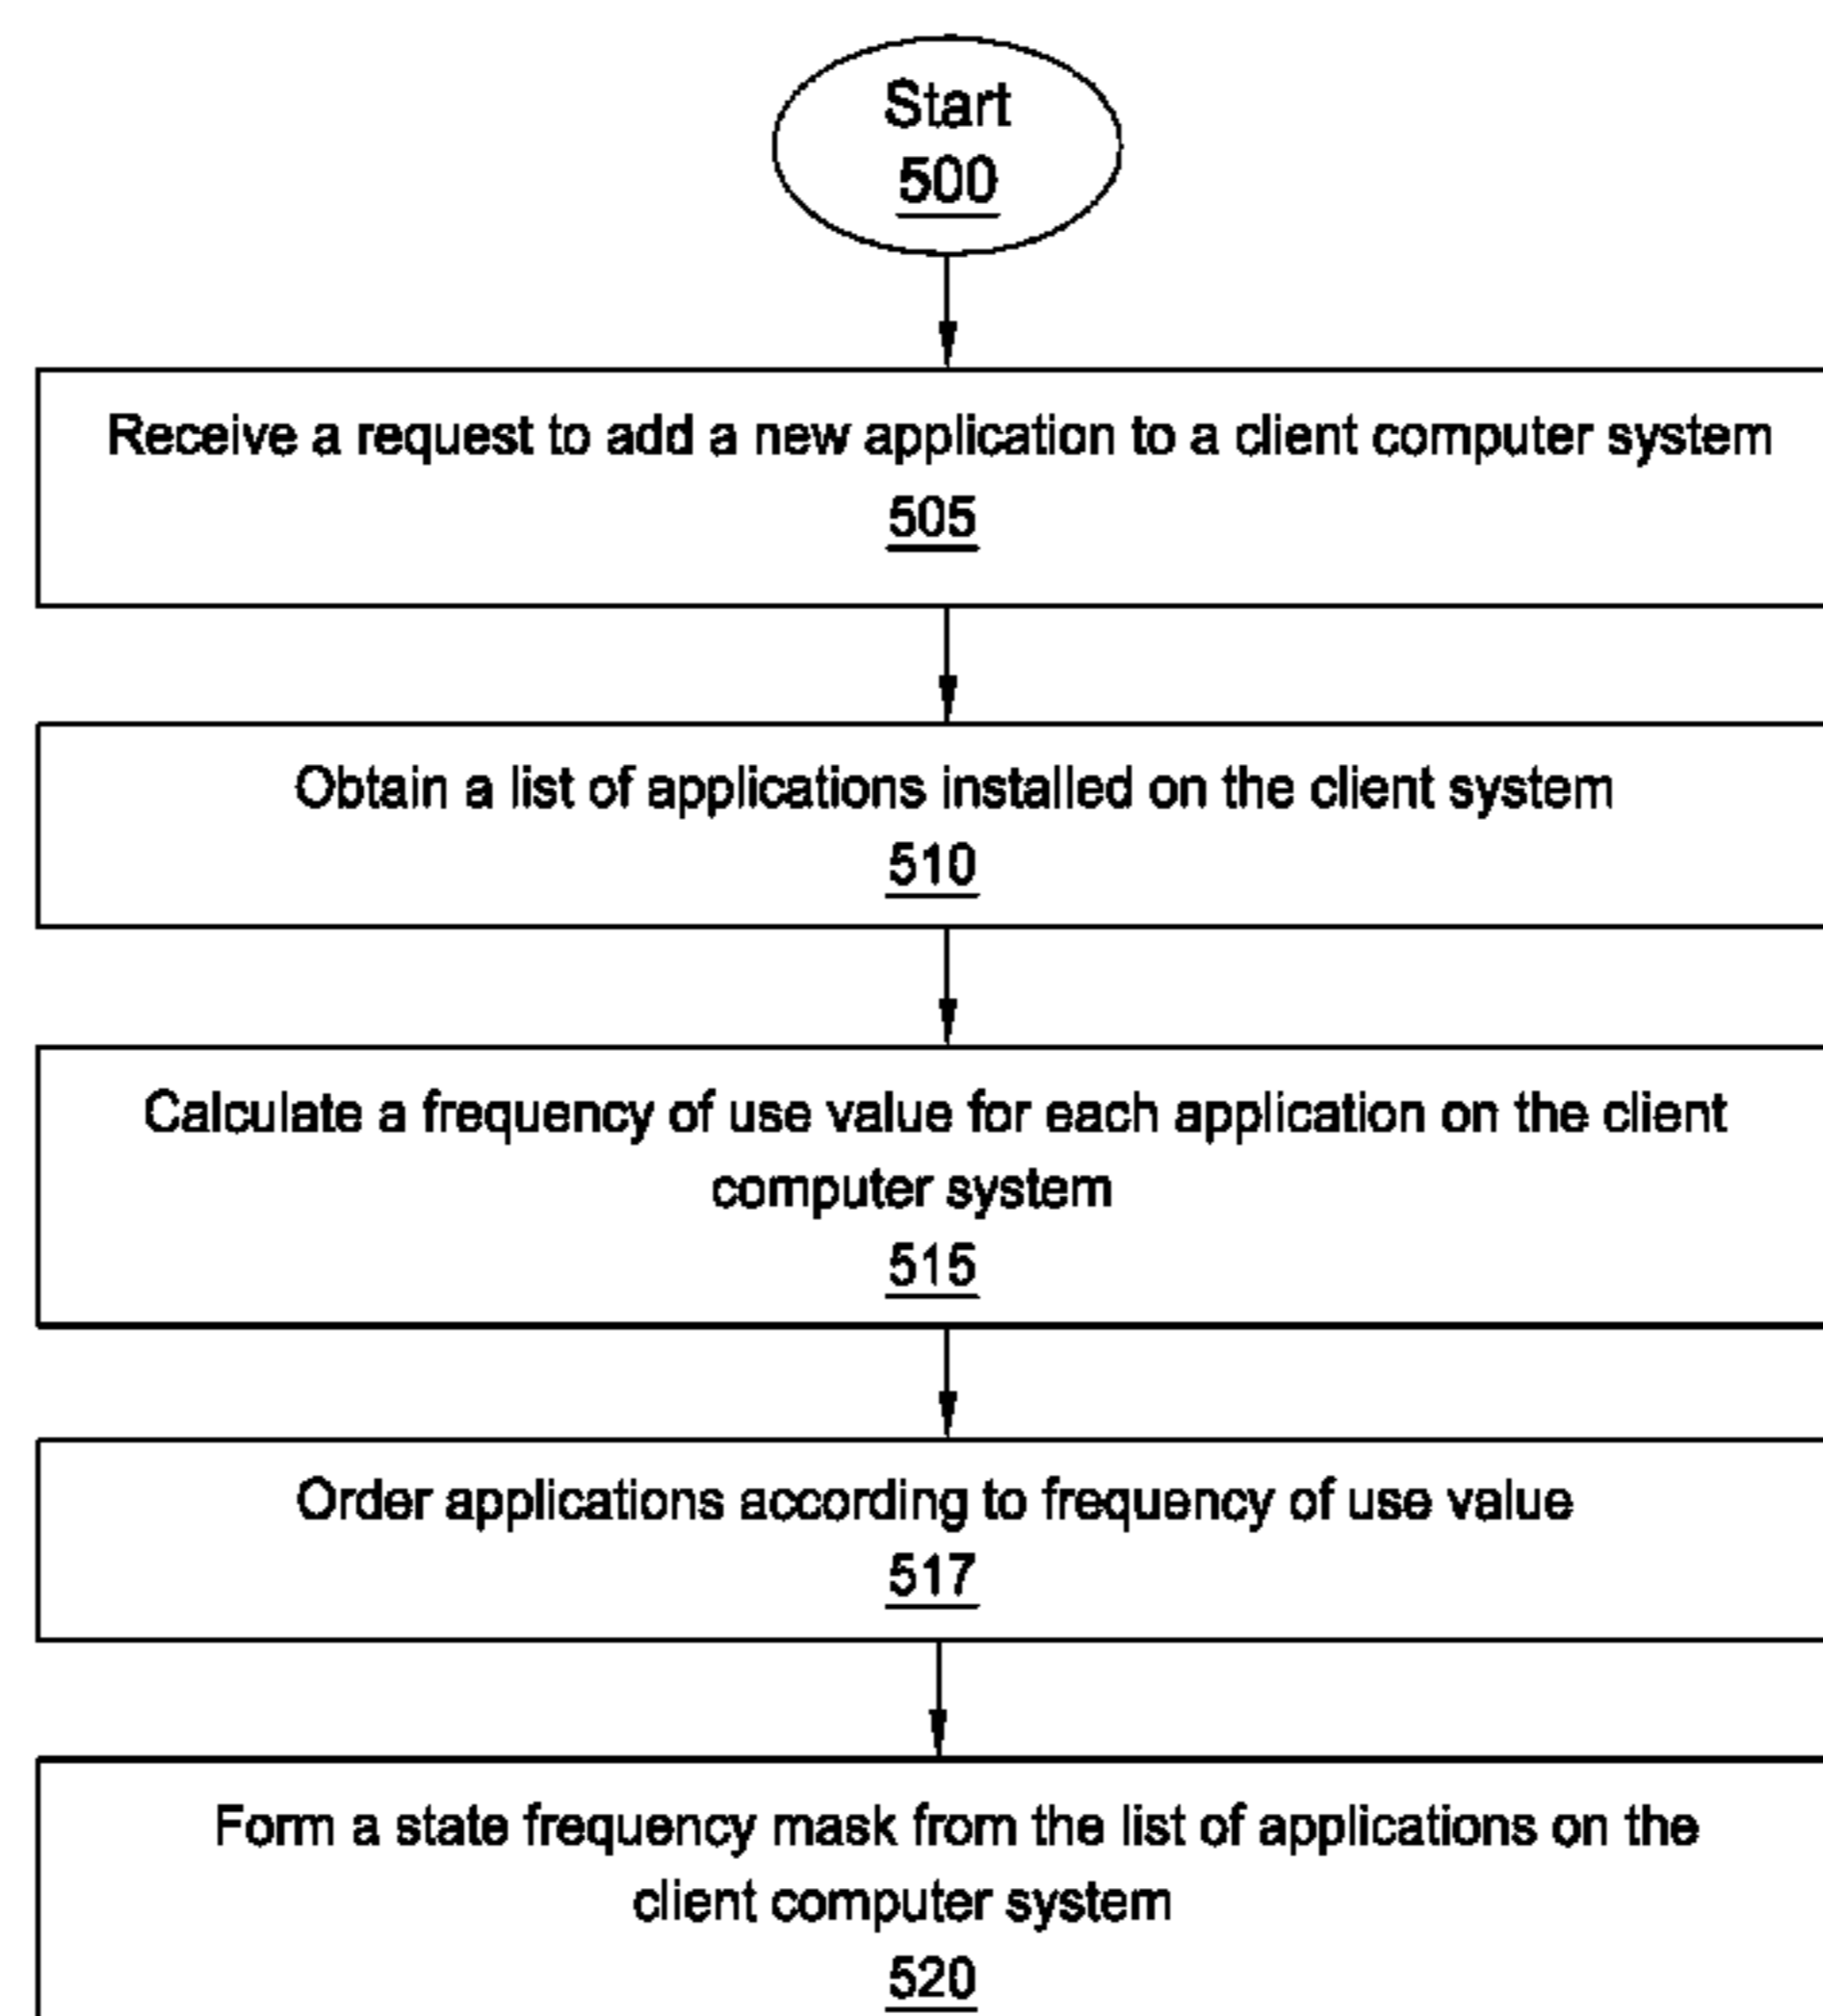 Start
500
Receive a request to add a new application to a client computer system
505
Obtain a list of applications installed on the client system
510
Calculate a frequency of use value for each application on the client
computer system
515
Order applications according to frequency of use value
517
Form a state frequency mask from the list of applications on the
client computer system
520